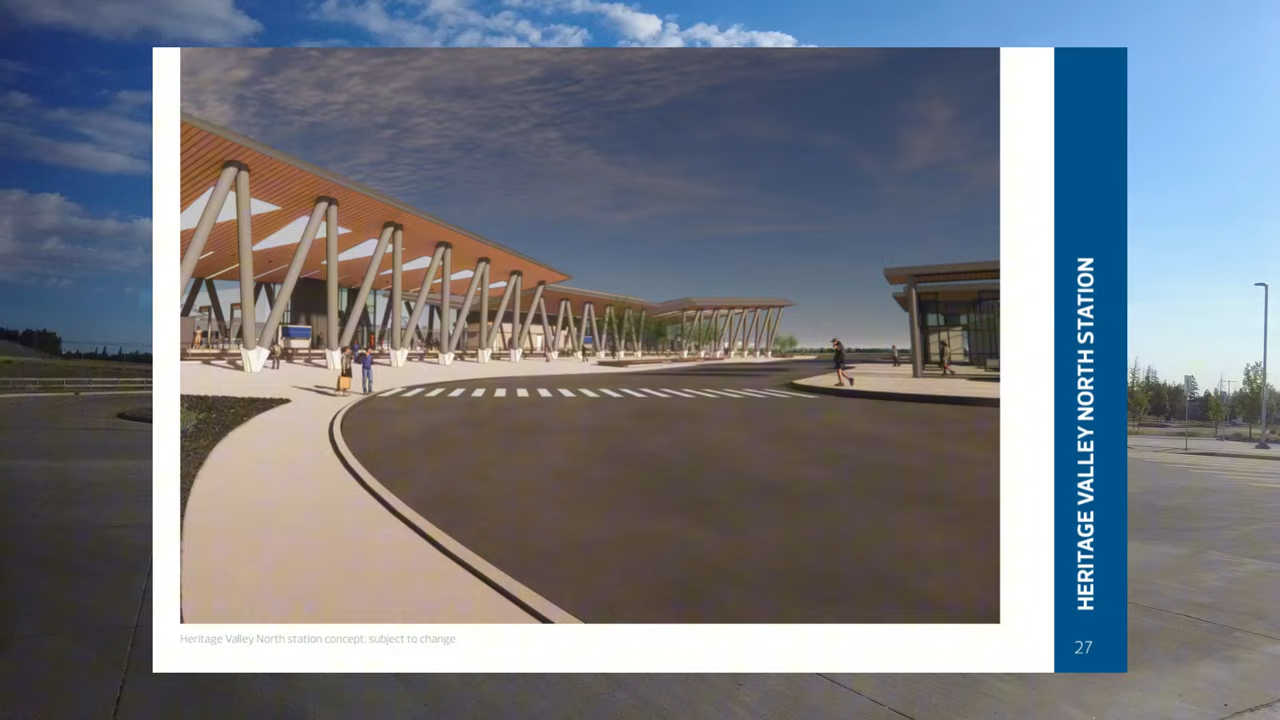 Heritage Valley North station concept; subject to change
HERITAGE VALLEY NORTH STATION
27